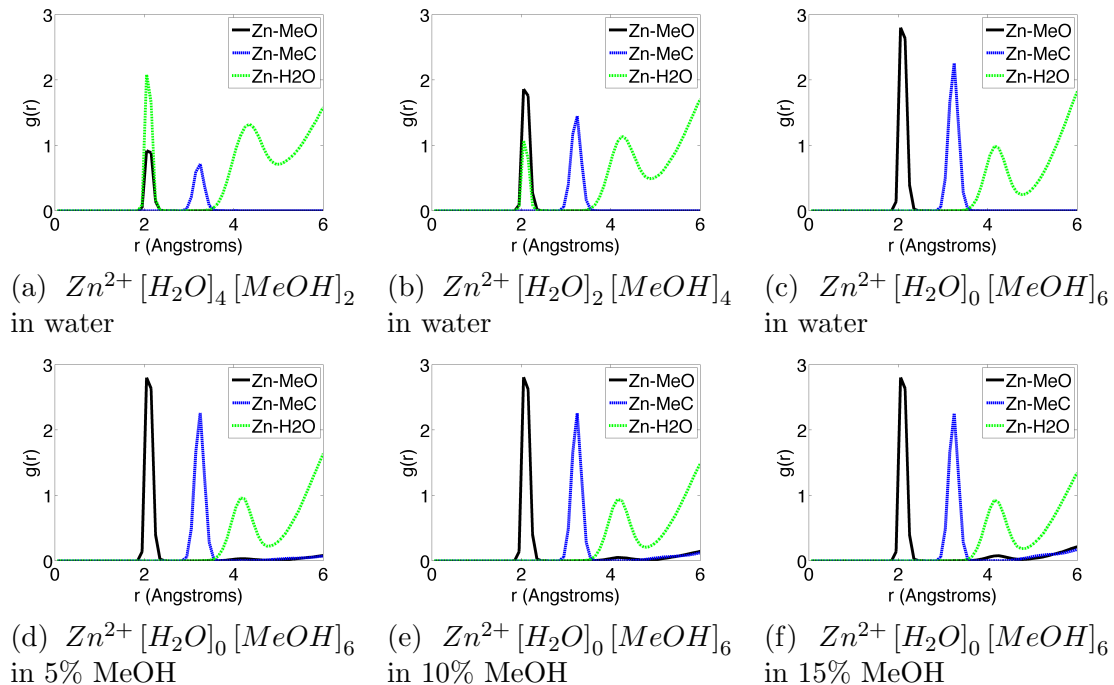 3
2
1
0
g(r)
0 2 4 6
r (Angstroms)
Zn-MeO
Zn-MeC
Zn-H2O
3
2
1
0
g(r)
0 2 4 6
r (Angstroms)
Zn-MeO
Zn-MeC
Zn-H2O
3
2
1
0
g(r)
0 2 4 6
r (Angstroms)
Zn-MeO
Zn-MeC
Zn-H2O
(a) Zn²⁺ [H₂O]₄ [MeOH]₂
in water
(b) Zn²⁺ [H₂O]₂ [MeOH]₄
in water
(c) Zn²⁺ [H₂O]₀ [MeOH]₆
in water
3
2
1
0
g(r)
0 2 4 6
r (Angstroms)
Zn-MeO
Zn-MeC
Zn-H2O
3
2
1
0
g(r)
0 2 4 6
r (Angstroms)
Zn-MeO
Zn-MeC
Zn-H2O
3
2
1
0
g(r)
0 2 4 6
r (Angstroms)
Zn-MeO
Zn-MeC
Zn-H2O
(d) Zn²⁺ [H₂O]₀ [MeOH]₆
in 5% MeOH
(e) Zn²⁺ [H₂O]₀ [MeOH]₆
in 10% MeOH
(f) Zn²⁺ [H₂O]₀ [MeOH]₆
in 15% MeOH